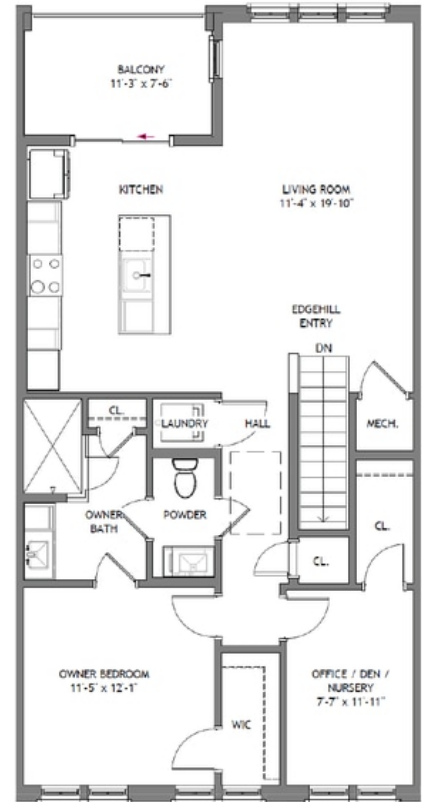 BALCONY
11'-3" x 7'-6"
KITCHEN
LIVING ROOM
11'-4" x 19'-10"
EDGEHILL
ENTRY
DN
CL.
LAUNDRY
HALL
MECH.
OWNER
BATH
POWDER
CL.
CL.
OWNER BEDROOM
11'-5" x 12'-1"
WIC
OFFICE / DEN /
NURSERY
7'-7" x 11'-11"